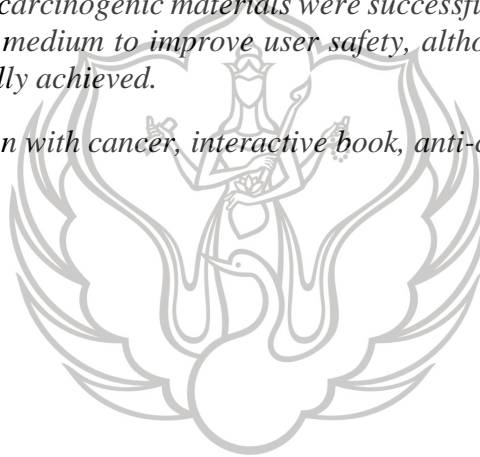 carcinogenic materials were successfu
medium to improve user safety, altho
lly achieved.
n with cancer, interactive book, anti-c